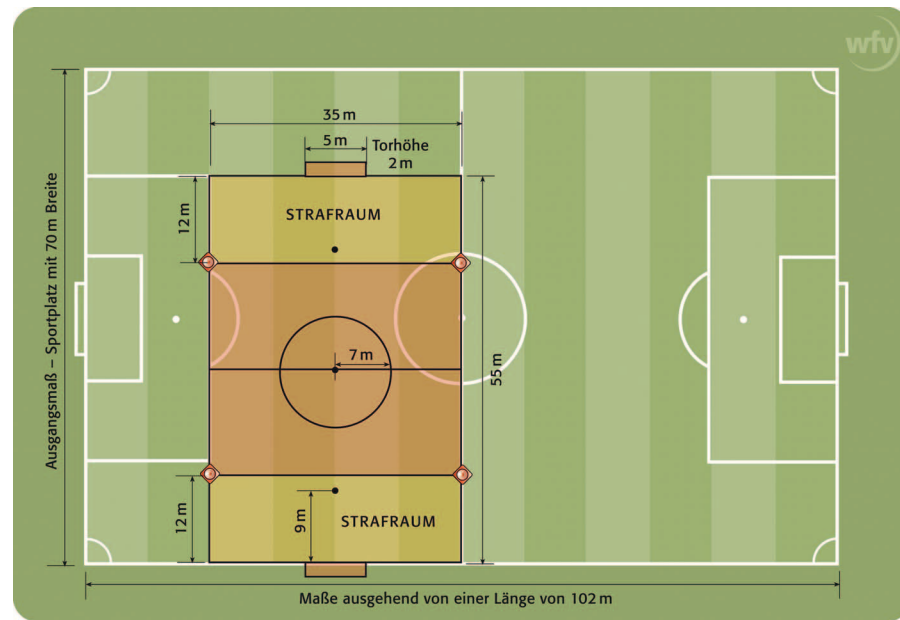 wfv
35 m
5 m
Torhöhe
2 m
12 m
STRAFRAUM
Ausgangsmaß – Sportplatz mit 70 m Breite
7 m
55 m
12 m
9 m
STRAFRAUM
Maße ausgehend von einer Länge von 102 m